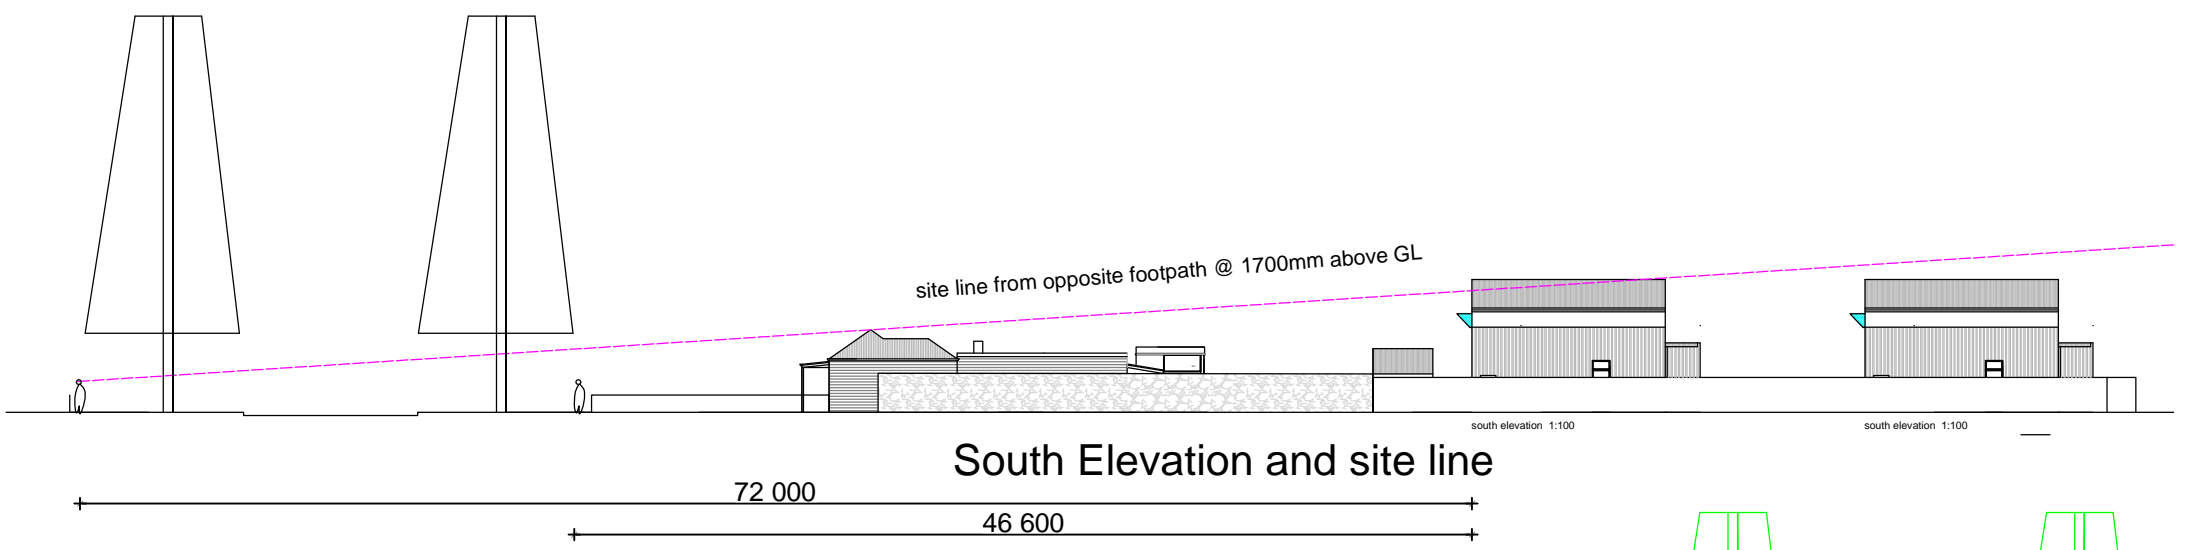 site line from opposite footpath @ 1700mm above GL
south elevation 1:100
south elevation 1:100
South Elevation and site line
72 000
46 600